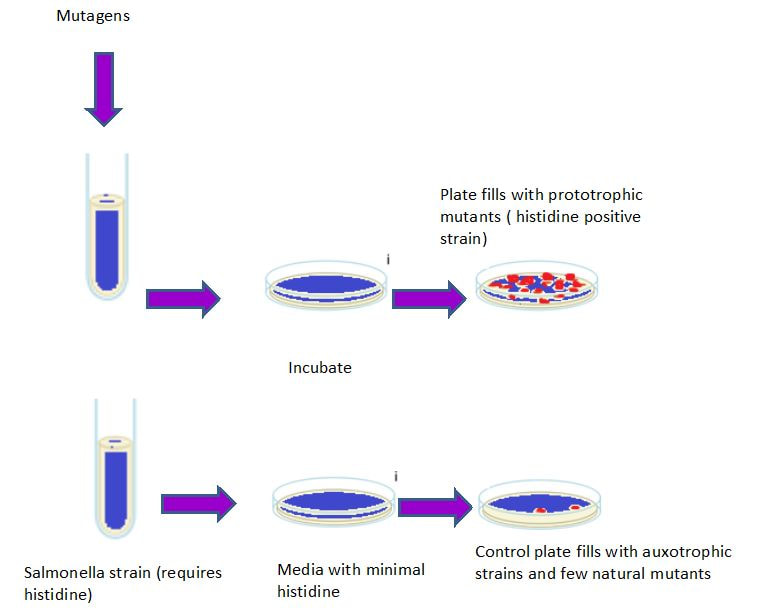 Mutagens
Plate fills with prototrophic
mutants ( histidine positive
strain)
i
Incubate
i
Salmonella strain (requires
histidine)
Media with minimal
histidine
Control plate fills with auxotrophic
strains and few natural mutants